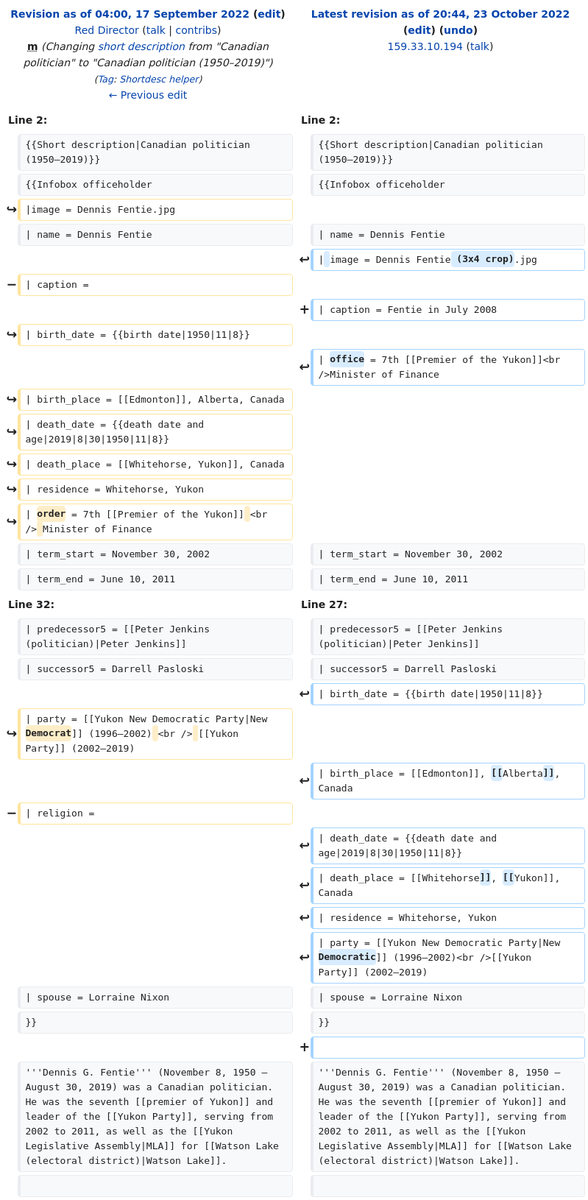 Revision as of 04:00, 17 September 2022 (edit)
Red Director (talk | contribs)
m (Changing short description from "Canadian
politician" to "Canadian politician (1950–2019)")
(Tag: Shortdesc helper)
← Previous edit
Latest revision as of 20:44, 23 October 2022
(edit) (undo)
159.33.10.194 (talk)
Line 2:
Line 2:
{{Short description|Canadian politician
(1950–2019)}}
{{Short description|Canadian politician
(1950–2019)}}
{{Infobox officeholder
{{Infobox officeholder
|image = Dennis Fentie.jpg
| name = Dennis Fentie
| name = Dennis Fentie
| image = Dennis Fentie (3x4 crop).jpg
| caption =
| caption = Fentie in July 2008
| birth_date = {{birth date|1950|11|8}}
| office = 7th [[Premier of the Yukon]]<br
/>Minister of Finance
| birth_place = [[Edmonton]], Alberta, Canada
| death_date = {{death date and
age|2019|8|30|1950|11|8}}
| death_place = [[Whitehorse, Yukon]], Canada
| residence = Whitehorse, Yukon
| order = 7th [[Premier of the Yukon]] <br
/> Minister of Finance
| term_start = November 30, 2002
| term_start = November 30, 2002
| term_end = June 10, 2011
| term_end = June 10, 2011
Line 32:
Line 27:
| predecessor5 = [[Peter Jenkins
(politician)|Peter Jenkins]]
| predecessor5 = [[Peter Jenkins
(politician)|Peter Jenkins]]
| successor5 = Darrell Pasloski
| successor5 = Darrell Pasloski
| birth_date = {{birth date|1950|11|8}}
| party = [[Yukon New Democratic Party|New
Democrat]] (1996–2002) <br /> [[Yukon
Party]] (2002–2019)
| birth_place = [[Edmonton]], [[Alberta]],
Canada
| religion =
| death_date = {{death date and
age|2019|8|30|1950|11|8}}
| death_place = [[Whitehorse]], [[Yukon]],
Canada
| residence = Whitehorse, Yukon
| party = [[Yukon New Democratic Party|New
Democratic]] (1996–2002)<br />[[Yukon
Party]] (2002–2019)
| spouse = Lorraine Nixon
| spouse = Lorraine Nixon
}}
}}
'''Dennis G. Fentie''' (November 8, 1950 –
August 30, 2019) was a Canadian politician.
He was the seventh [[premier of Yukon]] and
leader of the [[Yukon Party]], serving from
2002 to 2011, as well as the [[Yukon
Legislative Assembly|MLA]] for [[Watson Lake
(electoral district)|Watson Lake]].
'''Dennis G. Fentie''' (November 8, 1950 –
August 30, 2019) was a Canadian politician.
He was the seventh [[premier of Yukon]] and
leader of the [[Yukon Party]], serving from
2002 to 2011, as well as the [[Yukon
Legislative Assembly|MLA]] for [[Watson Lake
(electoral district)|Watson Lake]].